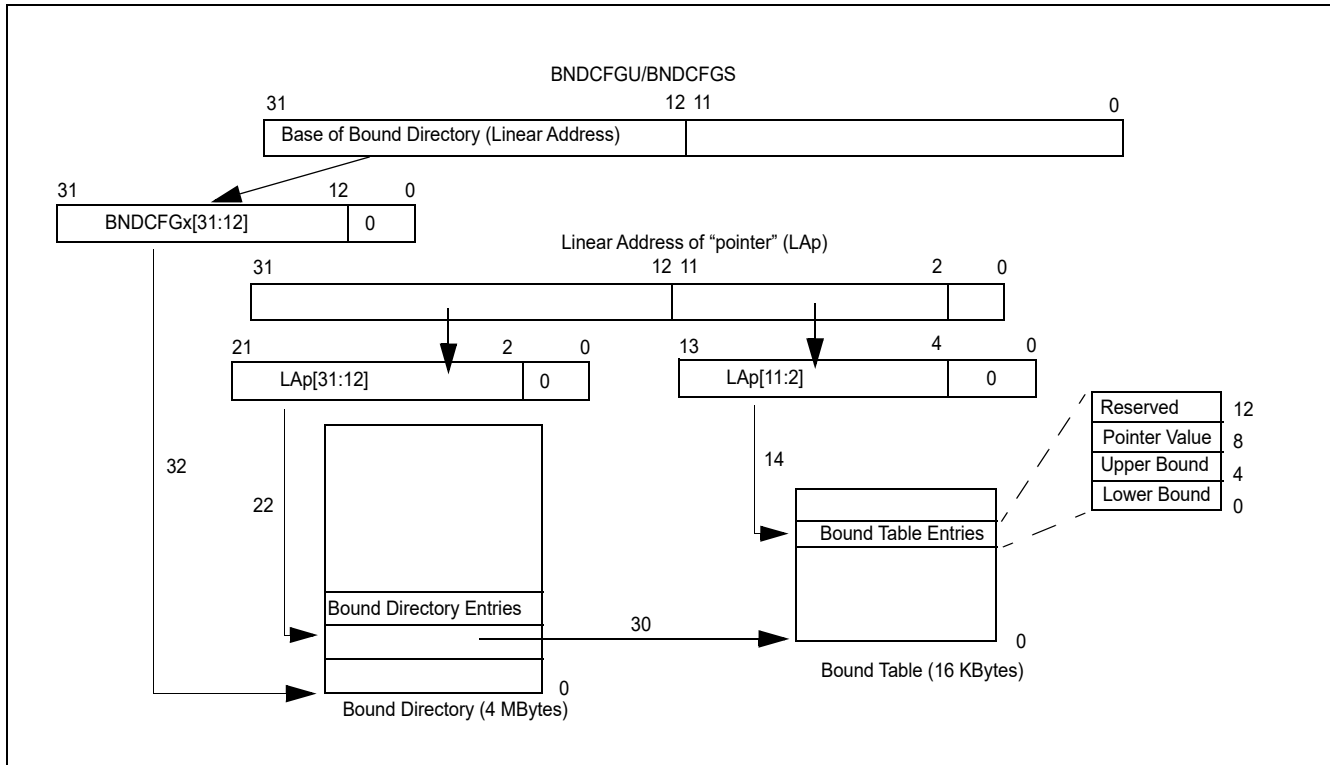 BNDCFGU/BNDCFGS
31 12 11 0
Base of Bound Directory (Linear Address)
31 12 0
BNDCFGx[31:12] 0
Linear Address of “pointer” (LAp)
31 12 11 2 0
21 2 0
13 4 0
LAp[31:12] 0
LAp[11:2] 0
Reserved 12
Pointer Value 8
Upper Bound 4
Lower Bound 0
32
22
14
Bound Table Entries
Bound Directory Entries
30
0
Bound Table (16 KBytes)
0
Bound Directory (4 MBytes)